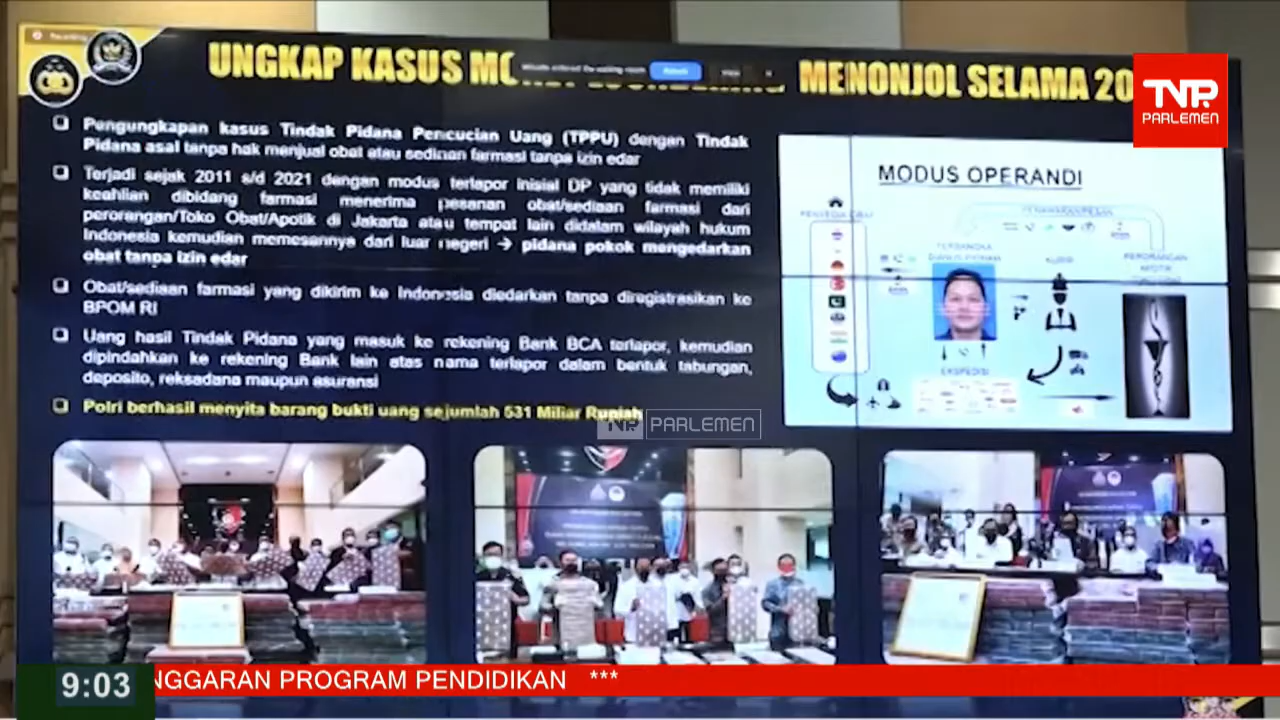 UNGKAP KASUS
MENONJOL SELAMA 20
TVP
PARLEMEN
Pengungkapan kasus Tindak Pidana Pencucian Uang (TPPU) dengan Tindak
Pidana asal tanpa hak menjual obat atau sediaan farmasi tanpa izin edar
Terjadi sejak 2011 s/d 2021 dengan modus terlapor inisial DP yang tidak memiliki
keahlian dibidang farmasi menerima pesanan obat/sediaan farmasi dari
perorangan/Toko Obat/Apotik di Jakarta atau tempat lain didalam wilayah hukum
Indonesia kemudian memesannya dari luar negeri → pidana pokok mengedarkan
obat tanpa izin edar
Obat/sediaan farmasi yang dikirim ke Indonesia diedarkan tanpa diregistrasikan ke
BPOM RI
Uang hasil Tindak Pidana yang masuk ke rekening Bank BCA terlapor, kemudian
dipindahkan ke rekening Bank lain atas nama terlapor dalam bentuk tabungan,
deposito, reksadana maupun asuransi
Polri berhasil menyita barang bukti uang sejumlah 531 Miliar Rupiah
MODUS OPERANDI
TERSANGKA
KURIR
EKSPEDISI
TVP PARLEMEN
9:03
NGGARAN PROGRAM PENDIDIKAN ***